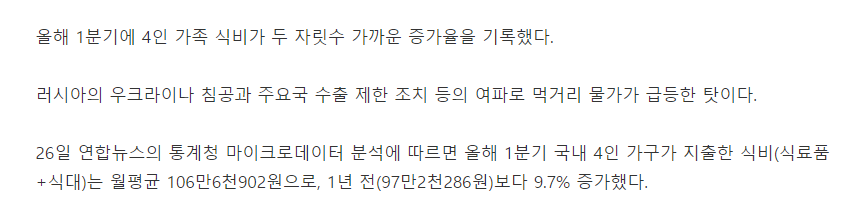 올해 1분기에 4인 가족 식비가 두 자릿수 가까운 증가율을 기록했다.
러시아의 우크라이나 침공과 주요국 수출 제한 조치 등의 여파로 먹거리 물가가 급등한 탓이다.
26일 연합뉴스의 통계청 마이크로데이터 분석에 따르면 올해 1분기 국내 4인 가구가 지출한 식비(식료품
+식대)는 월평균 106만6천902원으로, 1년 전(97만2천286원)보다 9.7% 증가했다.